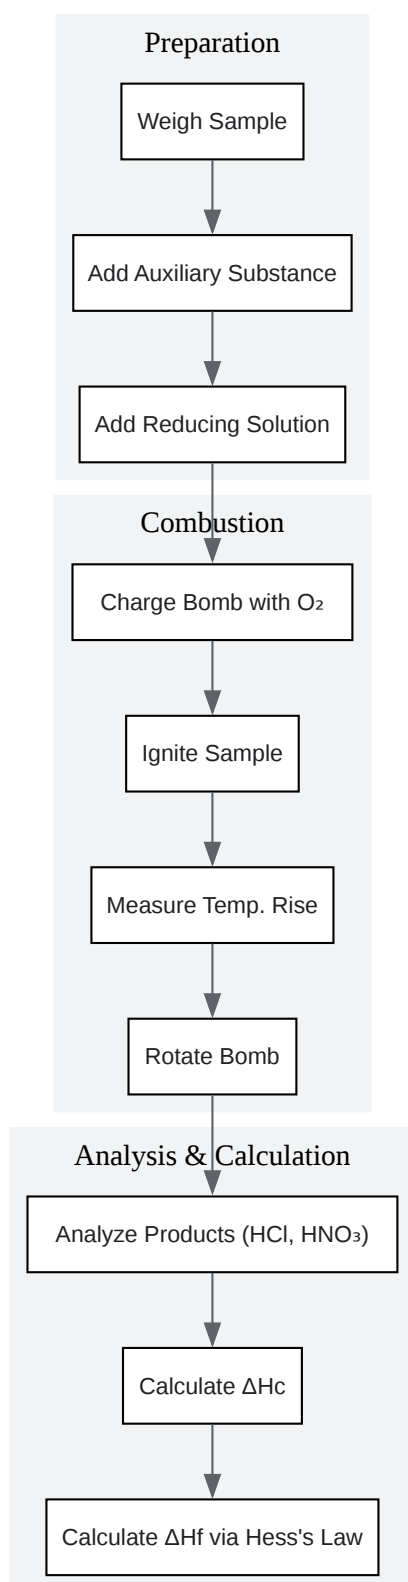 Preparation
Weigh Sample
Add Auxiliary Substance
Add Reducing Solution
Combustion
Charge Bomb with O₂
Ignite Sample
Measure Temp. Rise
Rotate Bomb
Analysis & Calculation
Analyze Products (HCl, HNO₃)
Calculate ΔHc
Calculate ΔHf via Hess's Law